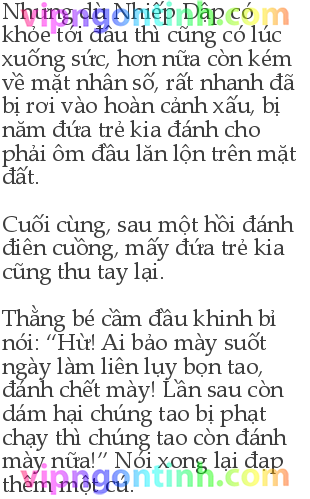 Nhưng dù Nhiếp Lập có
khỏe tới đâu thì cũng có lúc
xuống sức, hơn nữa còn kém
về mặt nhân số, rất nhanh đã
bị rơi vào hoàn cảnh xấu, bị
năm đứa trẻ kia đánh cho
phải ôm đầu lăn lộn trên mặt
đất.
Cuối cùng, sau một hồi đánh
điên cuồng, mấy đứa trẻ kia
cũng thu tay lại.
Thằng bé cầm đầu khinh bỉ
nói: “Hừ! Ai bảo mày suốt
ngày làm liên lụy bọn tao,
đánh chết mày! Lần sau còn
dám hại chúng tao bị phạt
chạy thì chúng tao còn đánh
mày nữa!” Nói xong lại đạp
thêm một cú.
vipngontinh.com
vipngontinh.com
vipngontinh.com